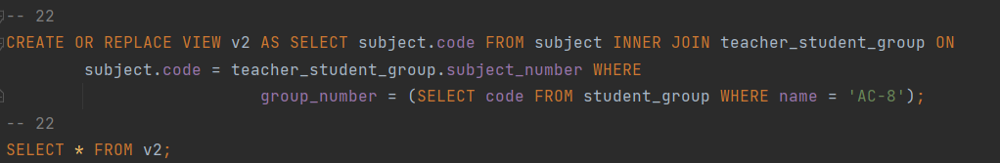 -- 22
CREATE OR REPLACE VIEW v2 AS SELECT subject.code FROM subject INNER JOIN teacher_student_group ON
subject.code = teacher_student_group.subject_number WHERE
group_number = (SELECT code FROM student_group WHERE name = 'AC-8');
-- 22
SELECT * FROM v2;